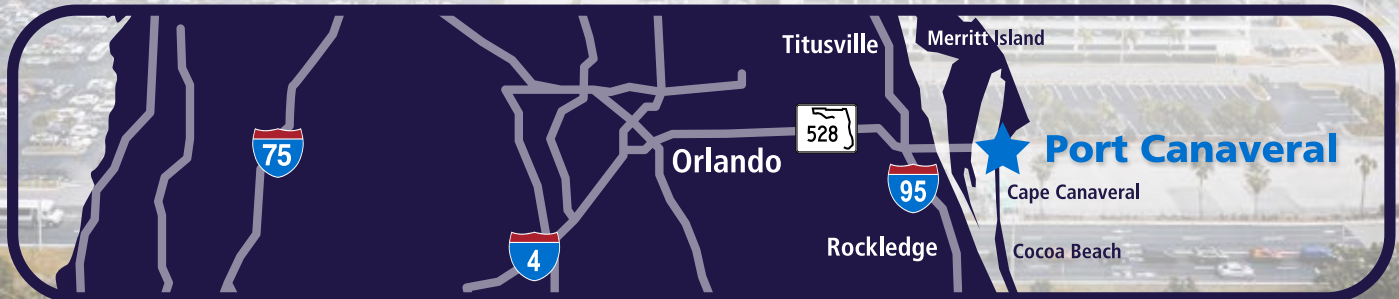 Titusville
Merritt Island
75
528
Orlando
Port Canaveral
95
Cape Canaveral
Rockledge
Cocoa Beach
4